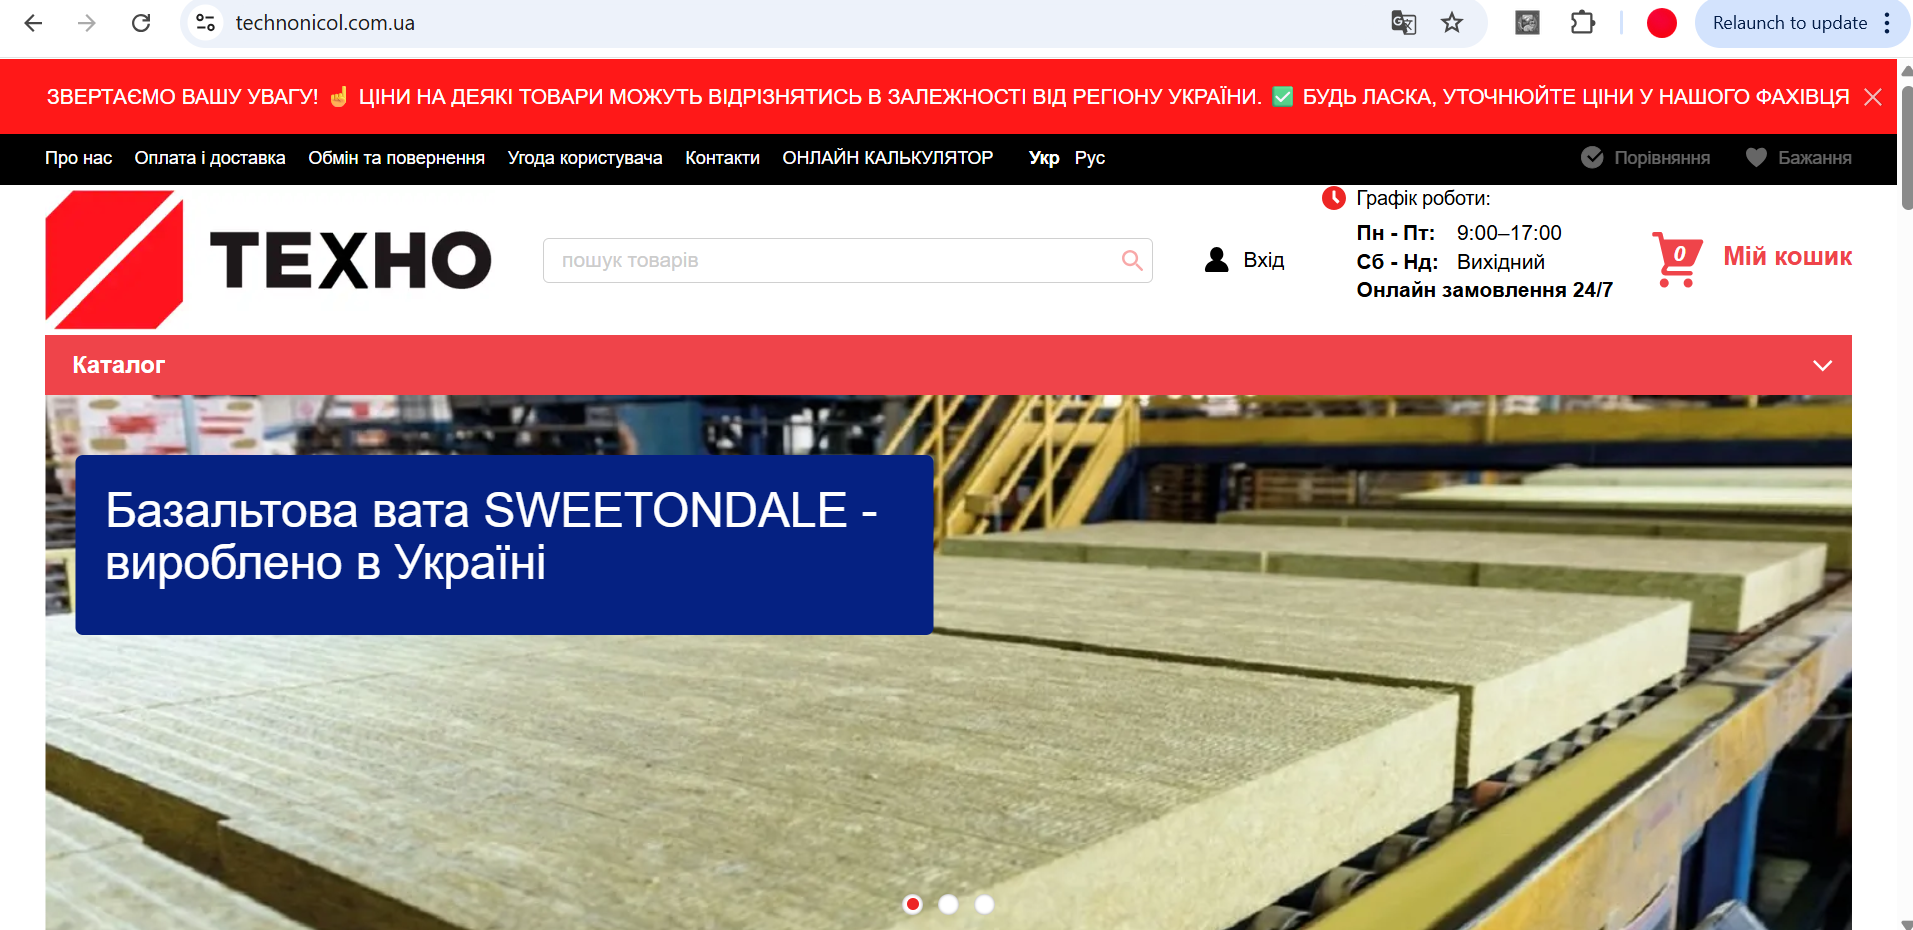 technonicol.com.ua
Relaunch to update
ЗВЕРТАЄМО ВАШУ УВАГУ! ☝ ЦІНИ НА ДЕЯКІ ТОВАРИ МОЖУТЬ ВІДРІЗНЯТИСЬ В ЗАЛЕЖНОСТІ ВІД РЕГІОНУ УКРАЇНИ. ✅ БУДЬ ЛАСКА, УТОЧНЮЙТЕ ЦІНИ У НАШОГО ФАХІВЦЯ
Про нас Оплата і доставка Обмін та повернення Угода користувача Контакти ОНЛАЙН КАЛЬКУЛЯТОР Укр Рус Порівняння Бажання
ТЕХНО
пошук товарів
Вхід
Графік роботи:
Пн - Пт: 9:00–17:00
Сб - Нд: Вихідний
Онлайн замовлення 24/7
0 Мій кошик
Каталог
Базальтова вата SWEETONDALE -
вироблено в Україні